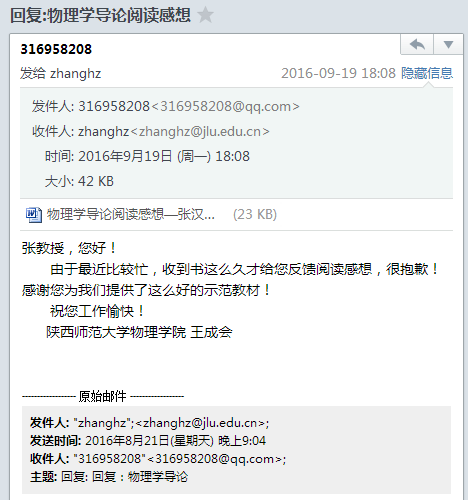 回复:物理学导论阅读感想
316958208
发给 zhanghz 2016-09-19 18:08 隐藏信息
发件人: 316958208<316958208@qq.com>
收件人: zhanghz<zhanghz@jlu.edu.cn>
时间: 2016年9月19日 (周一) 18:08
大小: 42 KB
物理学导论阅读感想—张汉... (23 KB)
张教授，您好！
由于最近比较忙，收到书这么久才给您反馈阅读感想，很抱歉！
感谢您为我们提供了这么好的示范教材！
祝您工作愉快！
陕西师范大学物理学院 王成会
------------------ 原始邮件 ------------------
发件人: "zhanghz";<zhanghz@jlu.edu.cn>;
发送时间: 2016年8月21日(星期天) 晚上9:04
收件人: "316958208"<316958208@qq.com>;
主题: 回复: 回复：物理学导论